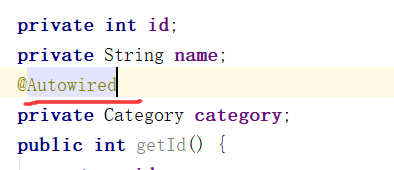 private int id;
private String name;
@Autowired
private Category category;
public int getId() {